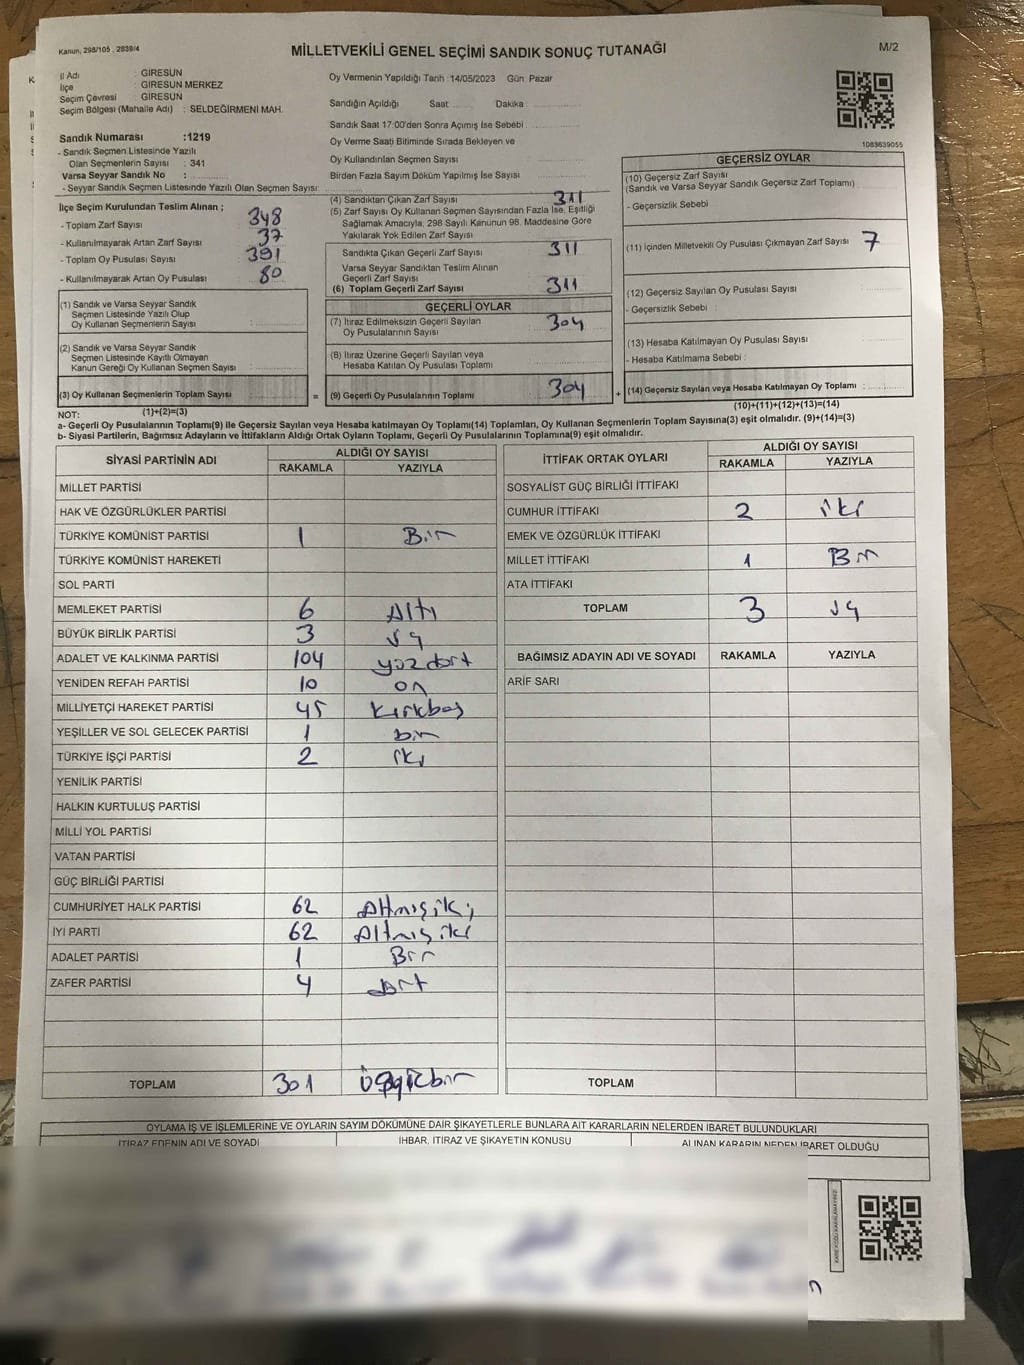 Kanun, 298/105 , 2839/4
MİLLETVEKİLİ GENEL SEÇİMİ SANDIK SONUÇ TUTANAĞI
M/2
İl Adı : GİRESUN
İlçe : GİRESUN MERKEZ
Seçim Çevresi : GİRESUN
Seçim Bölgesi (Mahalle Adı) : SELDEĞİRMENİ MAH.
Sandık Numarası :1219
- Sandık Seçmen Listesinde Yazılı
Olan Seçmenlerin Sayısı : 341
Varsa Seyyar Sandık No :
- Seyyar Sandık Seçmen Listesinde Yazılı Olan Seçmen Sayısı:
Oy Vermenin Yapıldığı Tarih : 14/05/2023 Gün: Pazar
Sandığın Açıldığı Saat Dakika
Sandık Saat 17:00'den Sonra Açılmış İse Sebebi
Oy Verme Saati Bitiminde Sırada Bekleyen ve
Oy Kullandırılan Seçmen Sayısı
Birden Fazla Sayım Döküm Yapılmış İse Sayısı
1083639055
İlçe Seçim Kurulundan Teslim Alınan ;
- Toplam Zarf Sayısı 348
- Kullanılmayarak Artan Zarf Sayısı 37
- Toplam Oy Pusulası Sayısı 391
- Kullanılmayarak Artan Oy Pusulası 80
(1) Sandık ve Varsa Seyyar Sandık
Seçmen Listesinde Yazılı Olup
Oy Kullanan Seçmenlerin Sayısı :
(2) Sandık ve Varsa Seyyar Sandık
Seçmen Listesinde Kayıtlı Olmayan
Kanun Gereği Oy Kullanan Seçmen Sayısı :
(3) Oy Kullanan Seçmenlerin Toplam Sayısı :
(1)+(2)=(3)
(4) Sandıktan Çıkan Zarf Sayısı 311
(5) Zarf Sayısı Oy Kullanan Seçmen Sayısından Fazla İse, Eşitliği
Sağlamak Amacıyla, 298 Sayılı Kanunun 98. Maddesine Göre
Yakılarak Yok Edilen Zarf Sayısı
Sandıkta Çıkan Geçerli Zarf Sayısı 311
Varsa Seyyar Sandıktan Teslim Alınan
Geçerli Zarf Sayısı
(6) Toplam Geçerli Zarf Sayısı 311
GEÇERLİ OYLAR
(7) İtiraz Edilmeksizin Geçerli Sayılan
Oy Pusulalarının Sayısı 304
(8) İtiraz Üzerine Geçerli Sayılan veya
Hesaba Katılan Oy Pusulası Toplamı
= (9) Geçerli Oy Pusulalarının Toplamı 304 +
GEÇERSİZ OYLAR
(10) Geçersiz Zarf Sayısı
(Sandık ve Varsa Seyyar Sandık Geçersiz Zarf Toplamı)
- Geçersizlik Sebebi
(11) İçinden Milletvekili Oy Pusulası Çıkmayan Zarf Sayısı 7
(12) Geçersiz Sayılan Oy Pusulası Sayısı
- Geçersizlik Sebebi :
(13) Hesaba Katılmayan Oy Pusulası Sayısı
- Hesaba Katılmama Sebebi :
(14) Geçersiz Sayılan veya Hesaba Katılmayan Oy Toplamı :
(10)+(11)+(12)+(13)=(14)
NOT:
a- Geçerli Oy Pusulalarının Toplamı(9) ile Geçersiz Sayılan veya Hesaba katılmayan Oy Toplamı(14) Toplamları, Oy Kullanan Seçmenlerin Toplam Sayısına(3) eşit olmalıdır. (9)+(14)=(3)
b- Siyasi Partilerin, Bağımsız Adayların ve İttifakların Aldığı Ortak Oyların Toplamı, Geçerli Oy Pusulalarının Toplamına(9) eşit olmalıdır.
SİYASİ PARTİNİN ADI ALDIĞI OY SAYISI
RAKAMLA YAZIYLA
MİLLET PARTİSİ
HAK VE ÖZGÜRLÜKLER PARTİSİ
TÜRKİYE KOMÜNİST PARTİSİ 1 Bir
TÜRKİYE KOMÜNİST HAREKETİ
SOL PARTİ
MEMLEKET PARTİSİ 6 Altı
BÜYÜK BİRLİK PARTİSİ 3 üç
ADALET VE KALKINMA PARTİSİ 104 yüzdört
YENİDEN REFAH PARTİSİ 10 on
MİLLİYETÇİ HAREKET PARTİSİ 45 kırkbeş
YEŞİLLER VE SOL GELECEK PARTİSİ 1 bir
TÜRKİYE İŞÇİ PARTİSİ 2 iki
YENİLİK PARTİSİ
HALKIN KURTULUŞ PARTİSİ
MİLLİ YOL PARTİSİ
VATAN PARTİSİ
GÜÇ BİRLİĞİ PARTİSİ
CUMHURİYET HALK PARTİSİ 62 Altmışiki
İYİ PARTİ 62 Altmışiki
ADALET PARTİSİ 1 Bir
ZAFER PARTİSİ 4 dört
TOPLAM 301 üçyüzbir
İTTİFAK ORTAK OYLARI ALDIĞI OY SAYISI
RAKAMLA YAZIYLA
SOSYALİST GÜÇ BİRLİĞİ İTTİFAKI
CUMHUR İTTİFAKI 2 iki
EMEK VE ÖZGÜRLÜK İTTİFAKI
MİLLET İTTİFAKI 1 Bir
ATA İTTİFAKI
TOPLAM 3 üç
BAĞIMSIZ ADAYIN ADI VE SOYADI RAKAMLA YAZIYLA
ARİF SARI
TOPLAM
OYLAMA İŞ VE İŞLEMLERİNE VE OYLARIN SAYIM DÖKÜMÜNE DAİR ŞİKAYETLERLE BUNLARA AİT KARARLARIN NELERDEN İBARET BULUNDUKLARI
İTİRAZ EDENİN ADI VE SOYADI İHBAR, İTİRAZ VE ŞİKAYETİN KONUSU ALINAN KARARIN NEDEN İBARET OLDUĞU